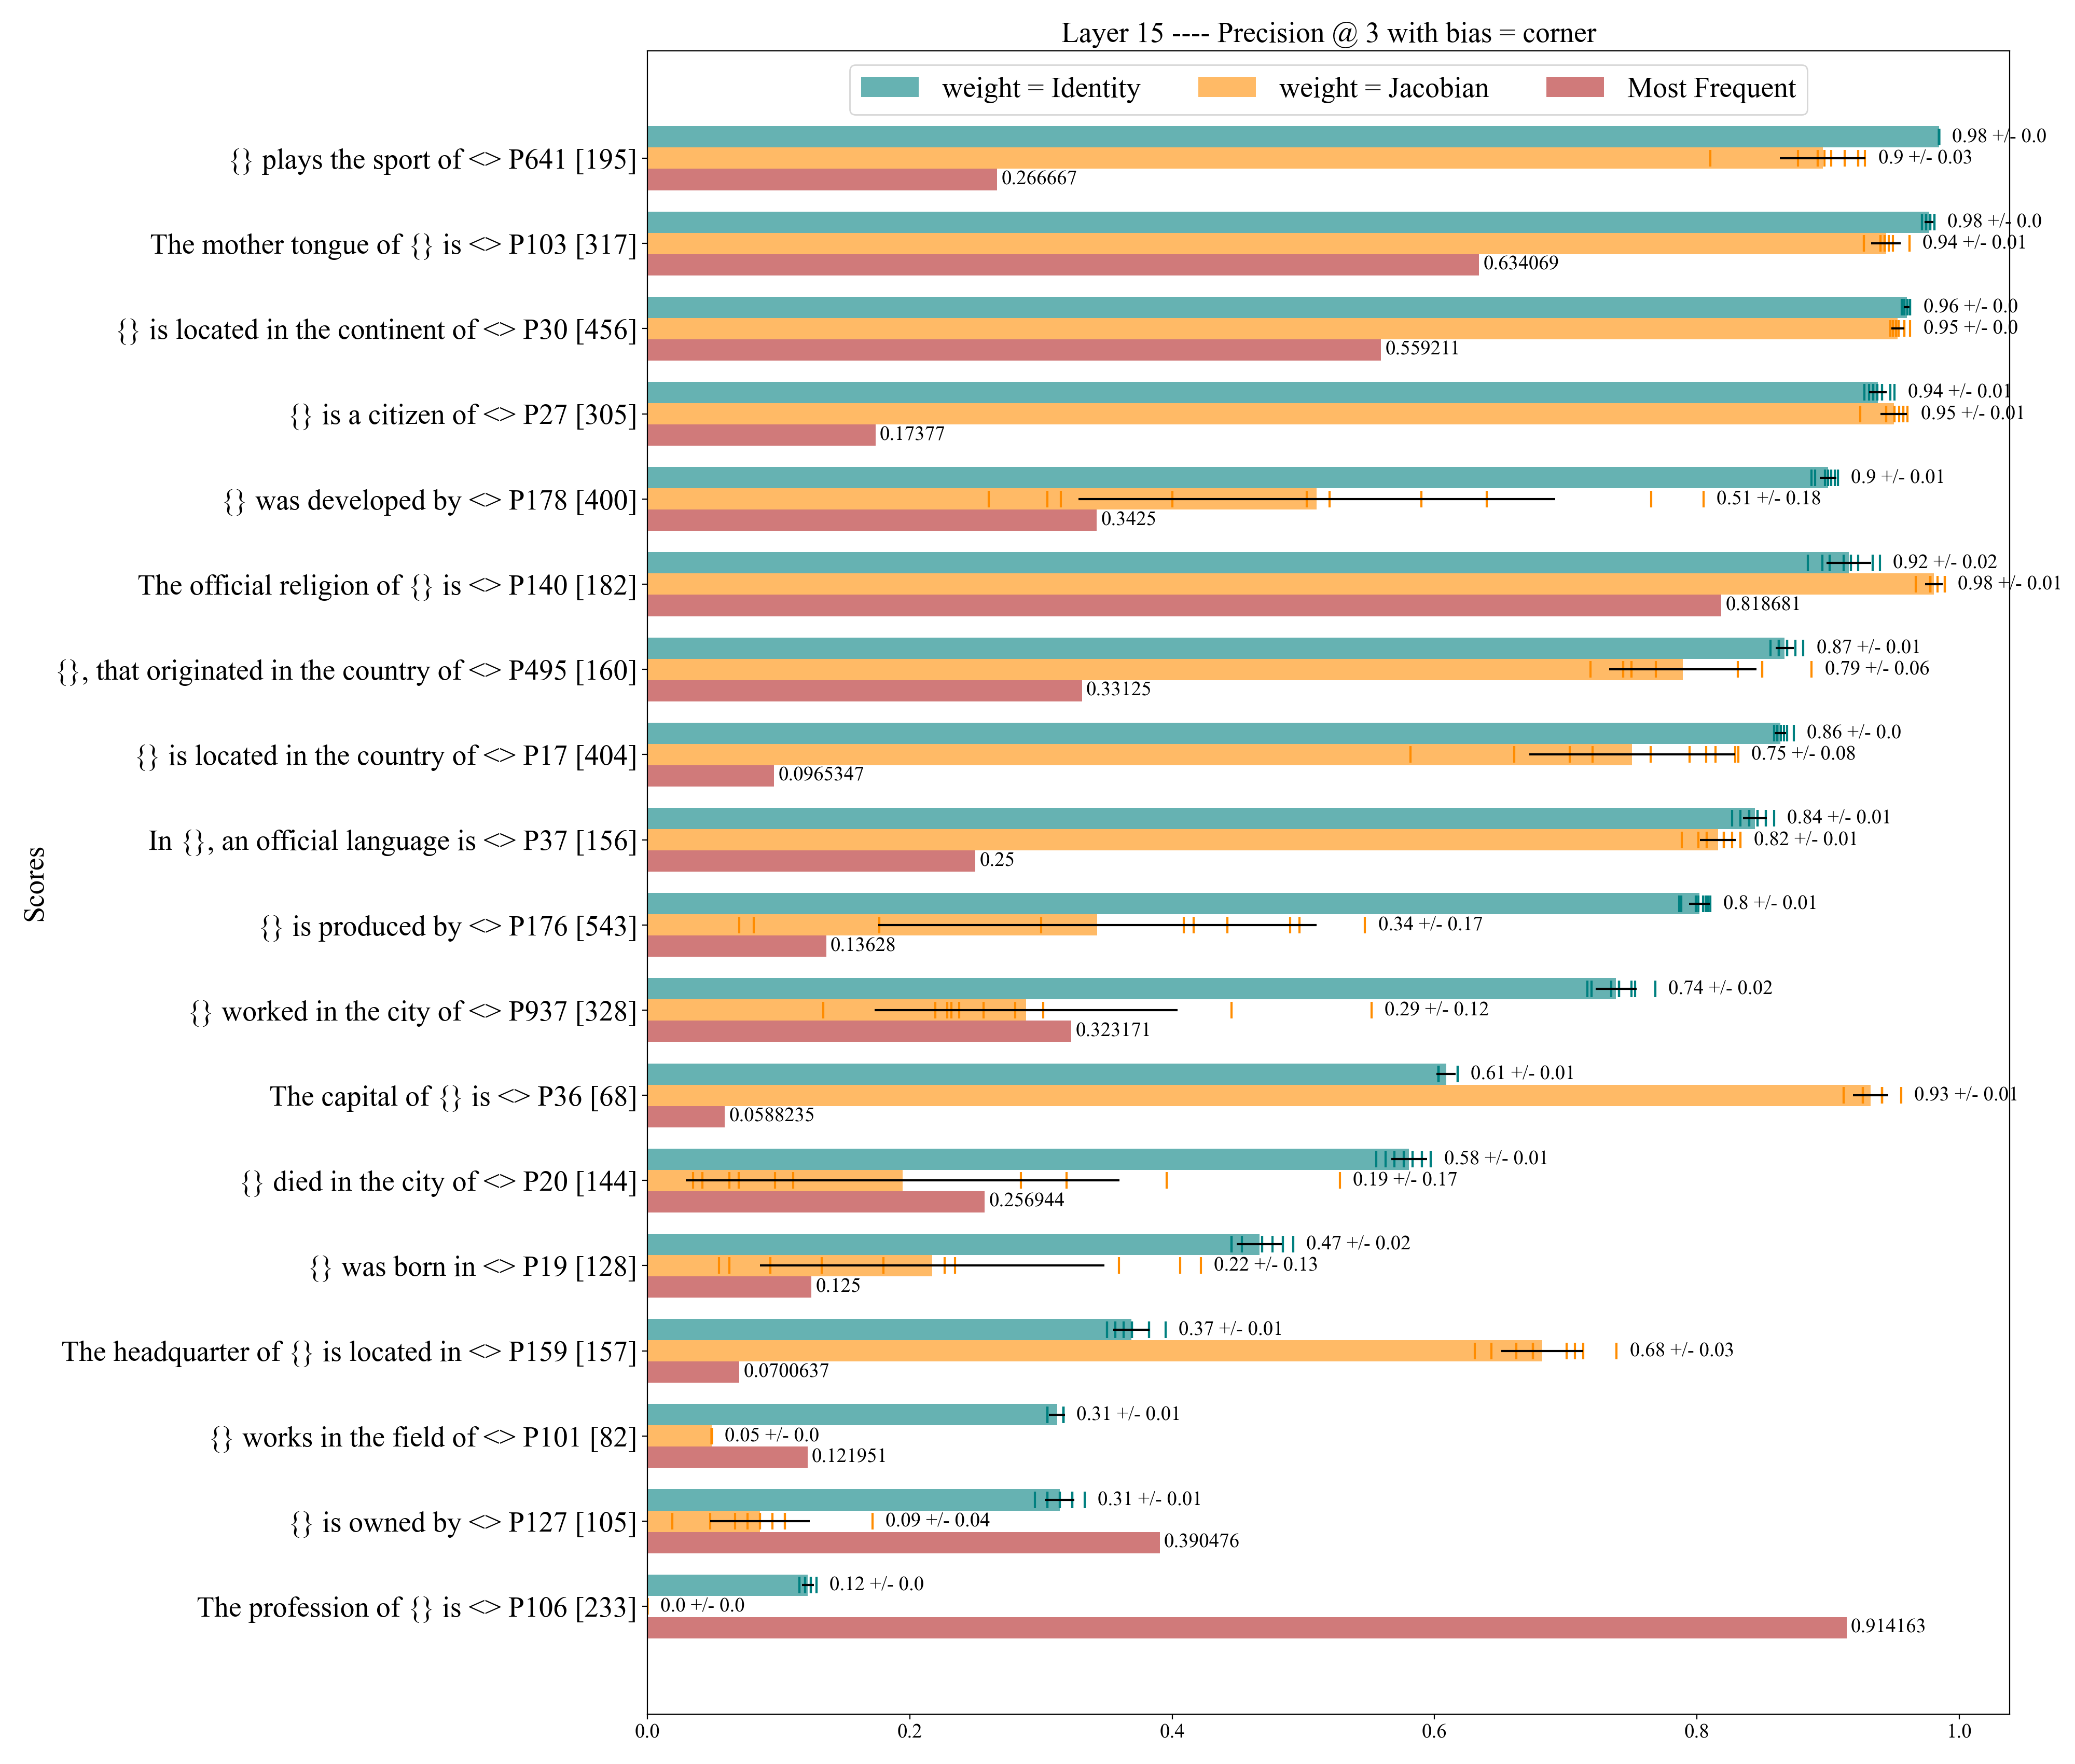 Layer 15 ---- Precision @ 3 with bias = corner
weight = Identity
weight = Jacobian
Most Frequent
Scores
{} plays the sport of <> P641 [195]
0.98 +/- 0.0
0.9 +/- 0.03
0.266667
The mother tongue of {} is <> P103 [317]
0.98 +/- 0.0
0.94 +/- 0.01
0.634069
{} is located in the continent of <> P30 [456]
0.96 +/- 0.0
0.95 +/- 0.0
0.559211
{} is a citizen of <> P27 [305]
0.94 +/- 0.01
0.95 +/- 0.01
0.17377
{} was developed by <> P178 [400]
0.9 +/- 0.01
0.51 +/- 0.18
0.3425
The official religion of {} is <> P140 [182]
0.92 +/- 0.02
0.98 +/- 0.01
0.818681
{}, that originated in the country of <> P495 [160]
0.87 +/- 0.01
0.79 +/- 0.06
0.33125
{} is located in the country of <> P17 [404]
0.86 +/- 0.0
0.75 +/- 0.08
0.0965347
In {}, an official language is <> P37 [156]
0.84 +/- 0.01
0.82 +/- 0.01
0.25
{} is produced by <> P176 [543]
0.8 +/- 0.01
0.34 +/- 0.17
0.13628
{} worked in the city of <> P937 [328]
0.74 +/- 0.02
0.29 +/- 0.12
0.323171
The capital of {} is <> P36 [68]
0.61 +/- 0.01
0.93 +/- 0.01
0.0588235
{} died in the city of <> P20 [144]
0.58 +/- 0.01
0.19 +/- 0.17
0.256944
{} was born in <> P19 [128]
0.47 +/- 0.02
0.22 +/- 0.13
0.125
The headquarter of {} is located in <> P159 [157]
0.37 +/- 0.01
0.68 +/- 0.03
0.0700637
{} works in the field of <> P101 [82]
0.31 +/- 0.01
0.05 +/- 0.0
0.121951
{} is owned by <> P127 [105]
0.31 +/- 0.01
0.09 +/- 0.04
0.390476
The profession of {} is <> P106 [233]
0.12 +/- 0.0
0.0 +/- 0.0
0.914163
0.0
0.2
0.4
0.6
0.8
1.0